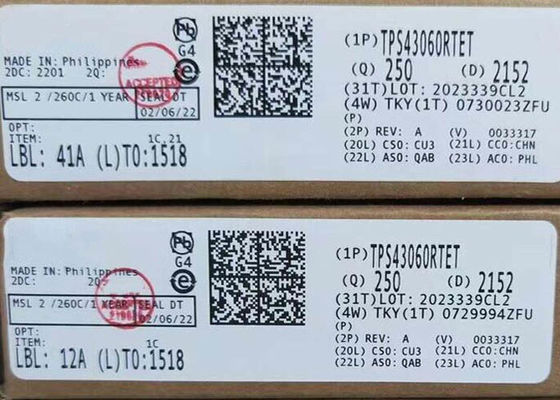 Pb
G4
e
MADE IN: Philippines
2DC: 2201 2Q:
ACCEPTED
MSL 2 /260C/1 YEAR SEAL DT
02/06/22
OPT:
ITEM: 1C,21
LBL: 41A (L)TO:1518
(1P) TPS43060RTET
(Q) 250 (D) 2152
(31T)LOT: 2023339CL2
(4W) TKY(1T) 0730023ZFU
(P)
(2P) REV: A (V) 0033317
(20L) CSO: CU3 (21L) CCO:CHN
(22L) ASO: QAB (23L) ACO: PHL
Pb
G4
e
MADE IN: Philippines
2DC: 2Q:
MSL 2 /260C/1 YEAR SEAL DT
02/06/22
OPT:
ITEM: 1C
LBL: 12A (L)TO:1518
(1P) TPS43060RTET
(Q) 250 (D) 2152
(31T)LOT: 2023339CL2
(4W) TKY(1T) 0729994ZFU
(P)
(2P) REV: A (V) 0033317
(20L) CSO: CU3 (21L) CCO:CHN
(22L) ASO: QAB (23L) ACO: PHL